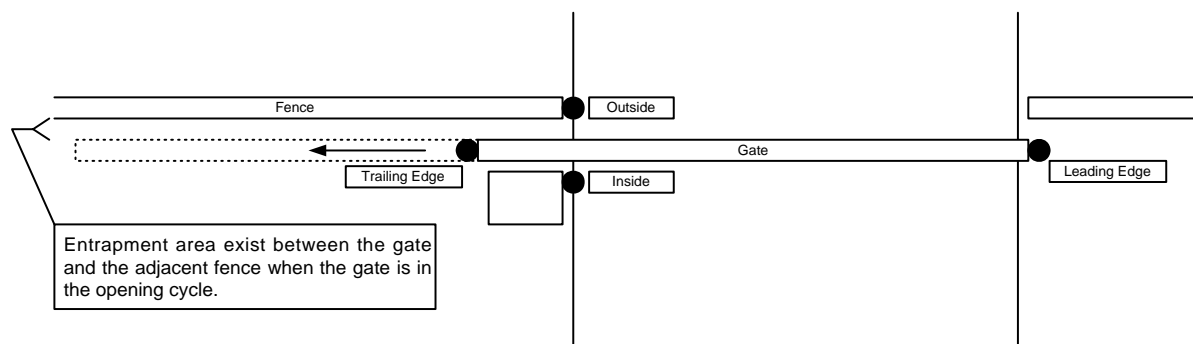 Fence
Outside
Gate
Trailing Edge
Inside
Leading Edge
Entrapment area exist between the gate
and the adjacent fence when the gate is in
the opening cycle.